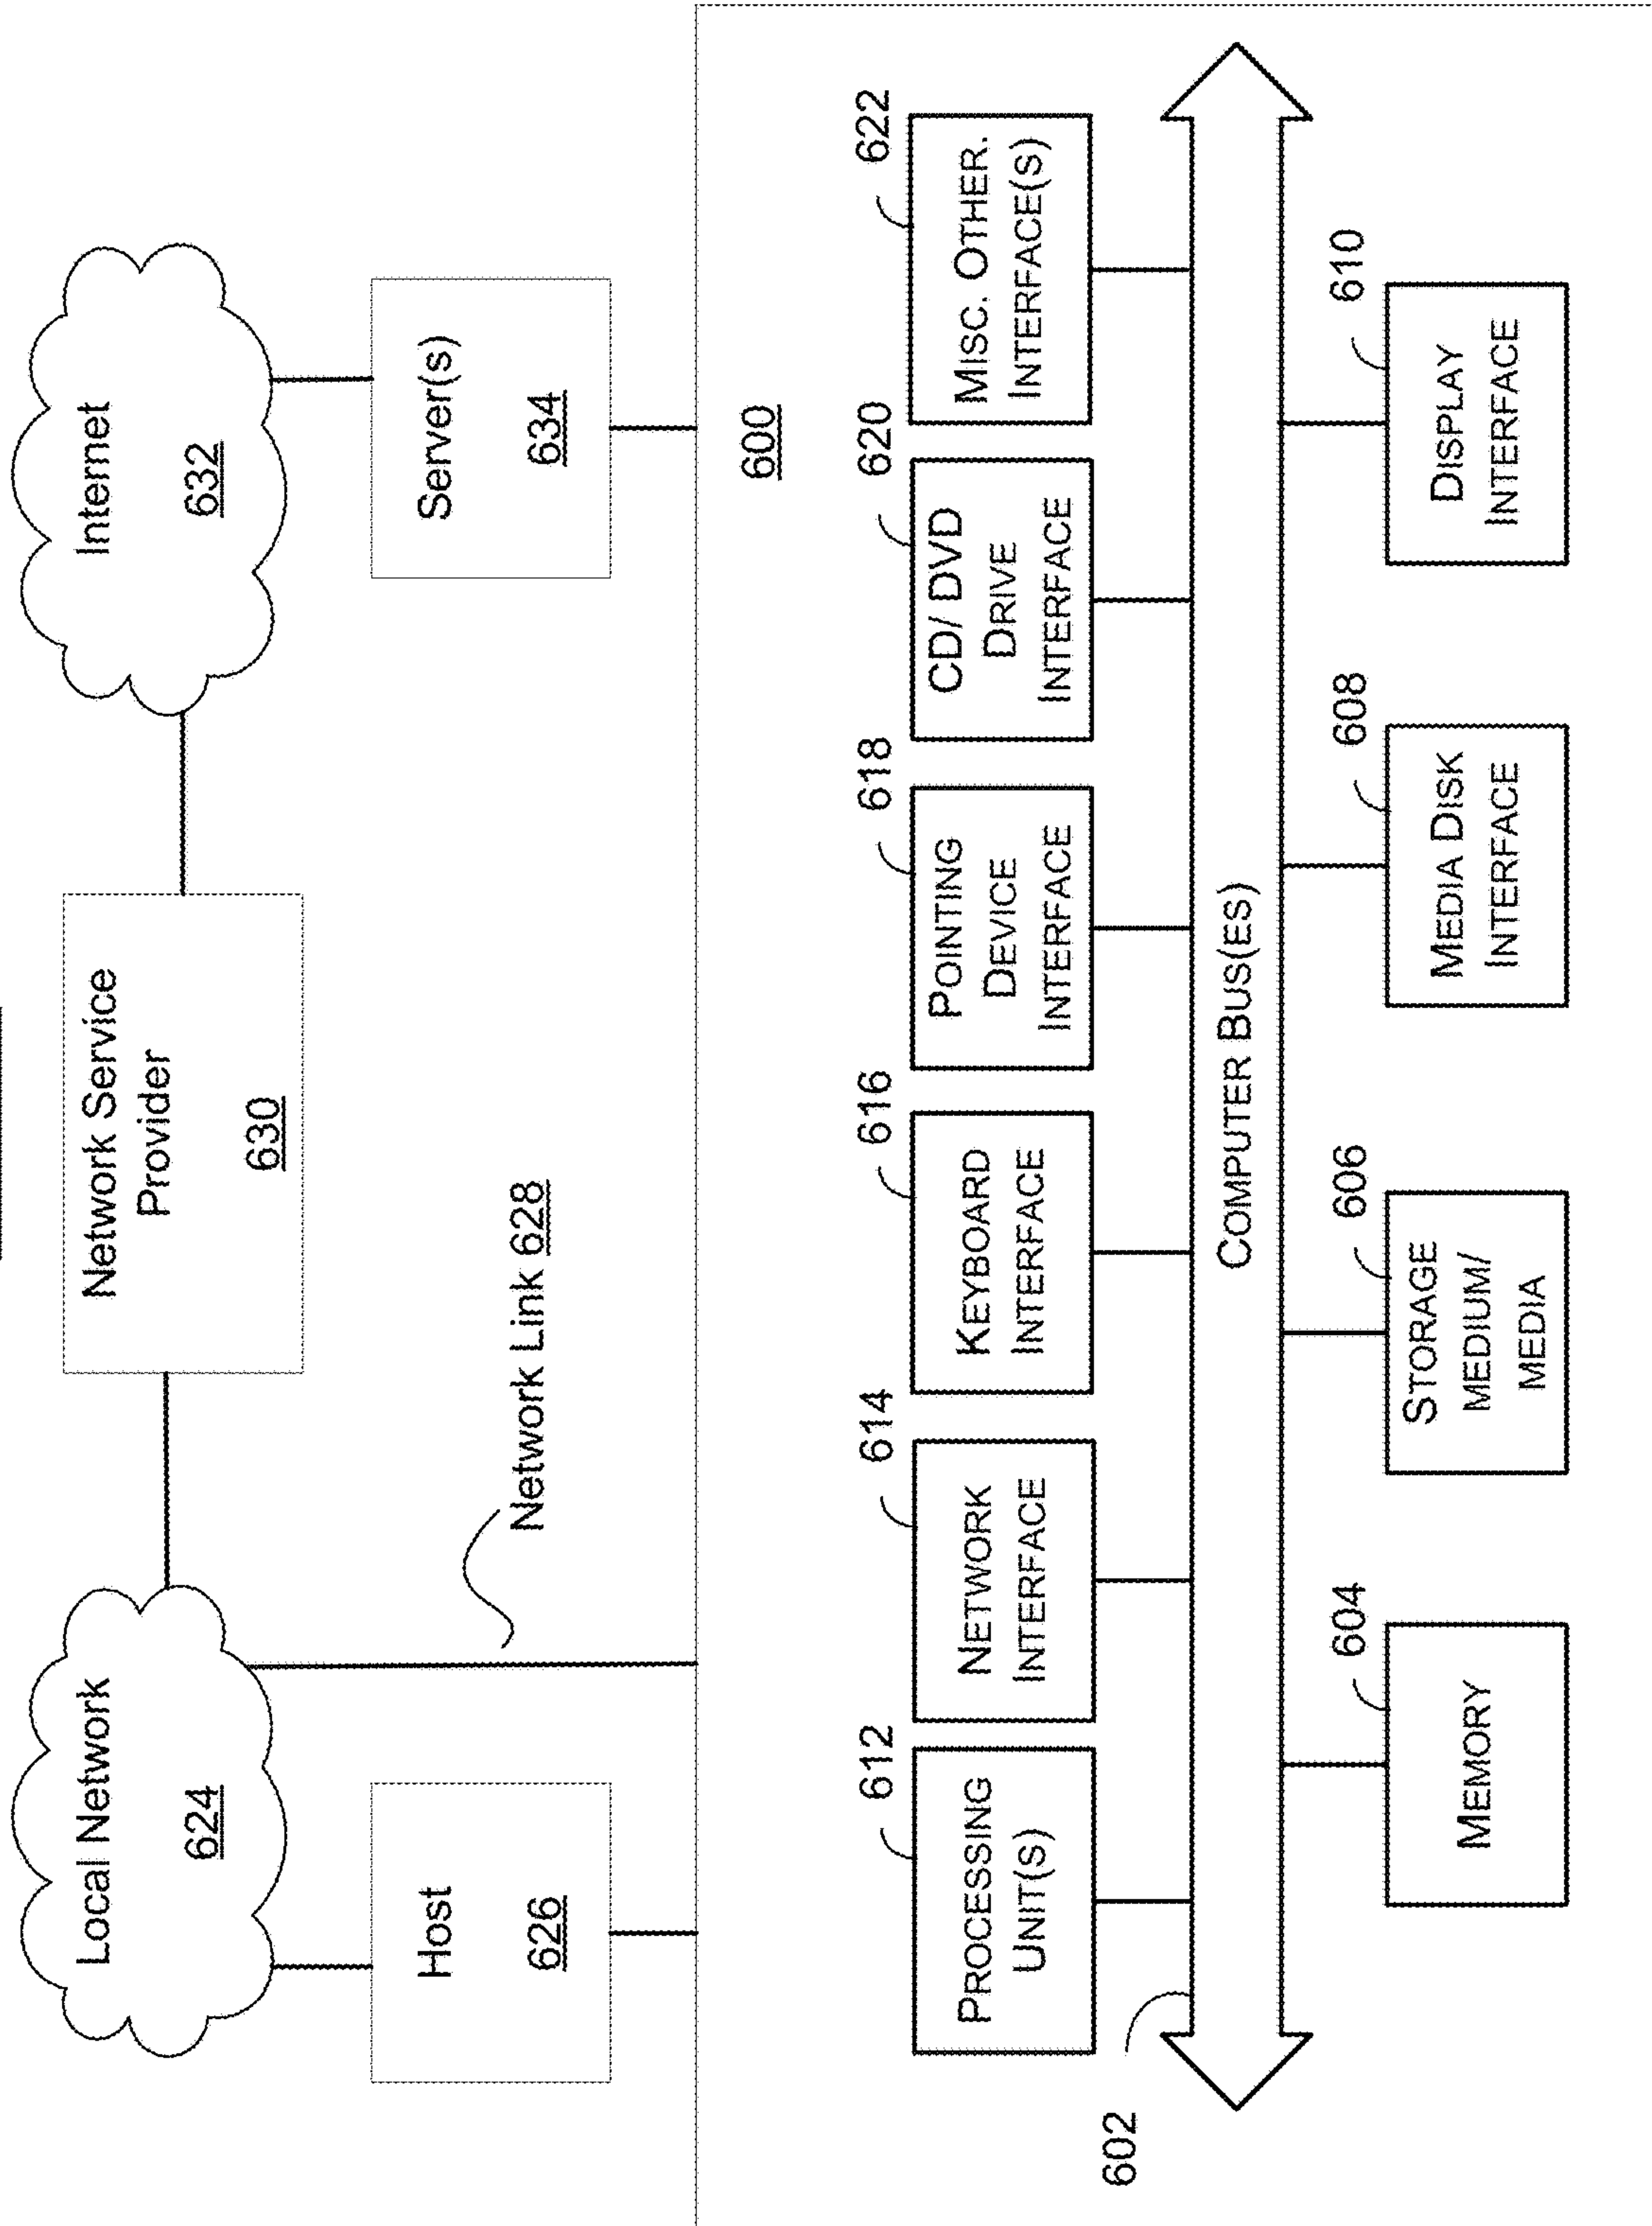 Local Network
624
Network Service
Provider
630
Internet
632
Host
626
Network Link 628
Server(s)
634
600
612
PROCESSING
UNIT(S)
614
NETWORK
INTERFACE
616
KEYBOARD
INTERFACE
618
POINTING
DEVICE
INTERFACE
620
CD/ DVD
DRIVE
INTERFACE
622
MISC. OTHER.
INTERFACE(S)
602
COMPUTER BUS(ES)
604
MEMORY
606
STORAGE
MEDIUM/
MEDIA
608
MEDIA DISK
INTERFACE
610
DISPLAY
INTERFACE